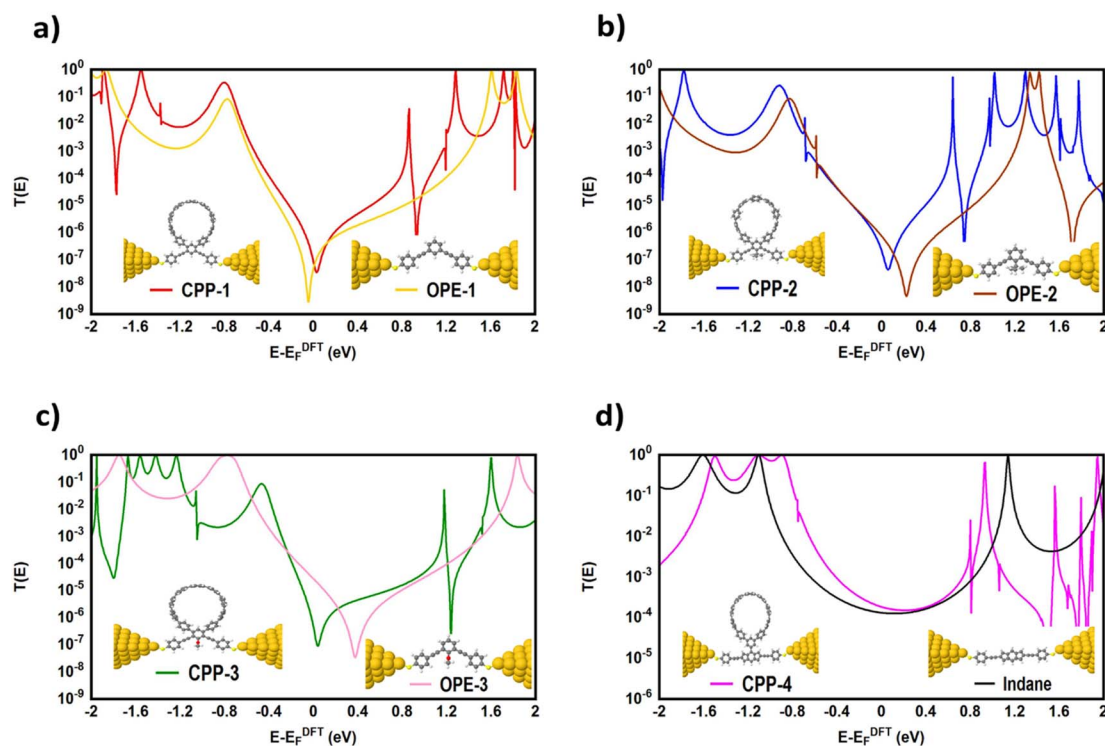 a)
10⁰
10⁻¹
10⁻²
10⁻³
10⁻⁴
10⁻⁵
10⁻⁶
10⁻⁷
10⁻⁸
10⁻⁹
T(E)
CPP-1
OPE-1
-2 -1.6 -1.2 -0.8 -0.4 0 0.4 0.8 1.2 1.6 2
E-E_F^DFT (eV)
b)
10⁰
10⁻¹
10⁻²
10⁻³
10⁻⁴
10⁻⁵
10⁻⁶
10⁻⁷
10⁻⁸
10⁻⁹
T(E)
CPP-2
OPE-2
-2 -1.6 -1.2 -0.8 -0.4 0 0.4 0.8 1.2 1.6 2
E-E_F^DFT (eV)
c)
10⁰
10⁻¹
10⁻²
10⁻³
10⁻⁴
10⁻⁵
10⁻⁶
10⁻⁷
10⁻⁸
10⁻⁹
T(E)
CPP-3
OPE-3
-2 -1.6 -1.2 -0.8 -0.4 0 0.4 0.8 1.2 1.6 2
E-E_F^DFT (eV)
d)
10⁰
10⁻¹
10⁻²
10⁻³
10⁻⁴
10⁻⁵
10⁻⁶
T(E)
CPP-4
Indane
-2 -1.6 -1.2 -0.8 -0.4 0 0.4 0.8 1.2 1.6 2
E-E_F^DFT (eV)